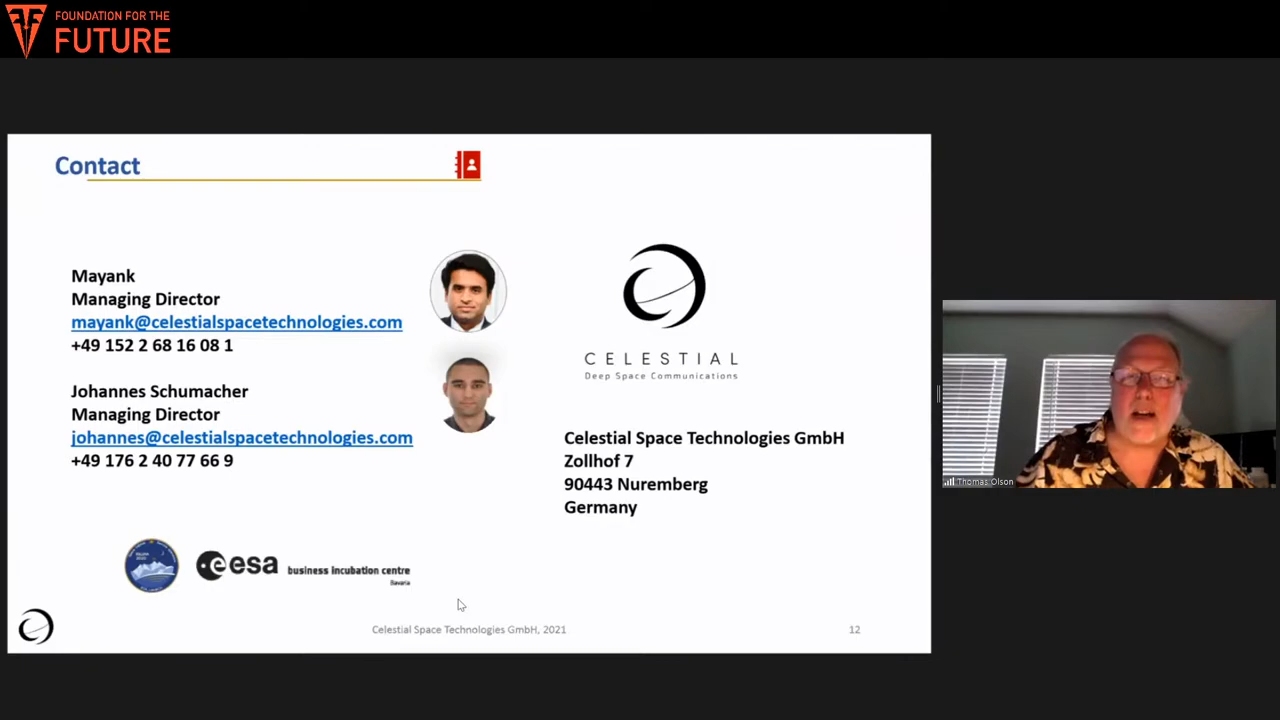 FOUNDATION FOR THE
FUTURE
Contact
Mayank
Managing Director
mayank@celestialspacetechnologies.com
+49 152 2 68 16 08 1
Johannes Schumacher
Managing Director
johannes@celestialspacetechnologies.com
+49 176 2 40 77 66 9
CELESTIAL
Deep Space Communications
Celestial Space Technologies GmbH
Zollhof 7
90443 Nuremberg
Germany
esa business incubation centre
Bavaria
Celestial Space Technologies GmbH, 2021
12
Thomas Olson